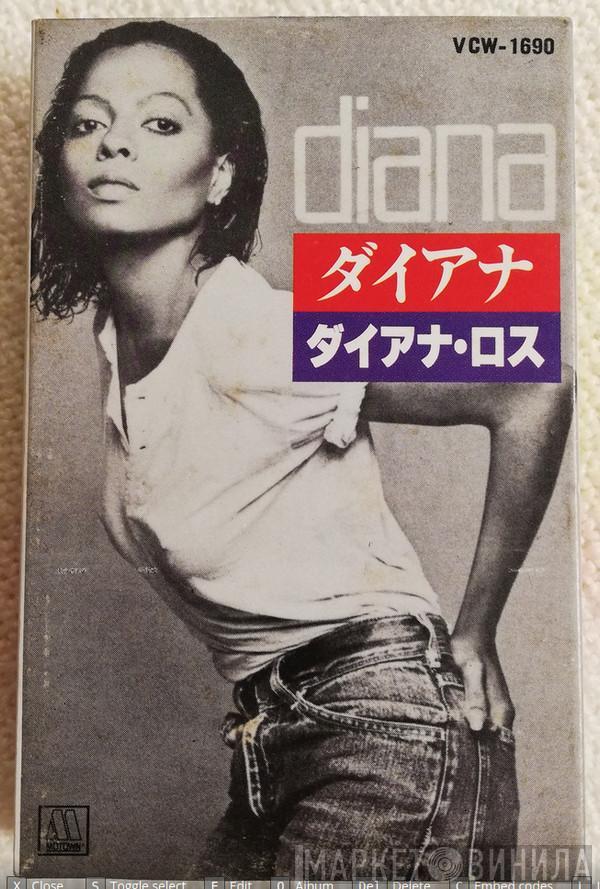 VCW-1690
diana
ダイアナ
ダイアナ・ロス
M
MOTOWN
МАРКЕТ ВИНИЛА
X Close S Toggle select E Edit O Album Del Delete Embed codes